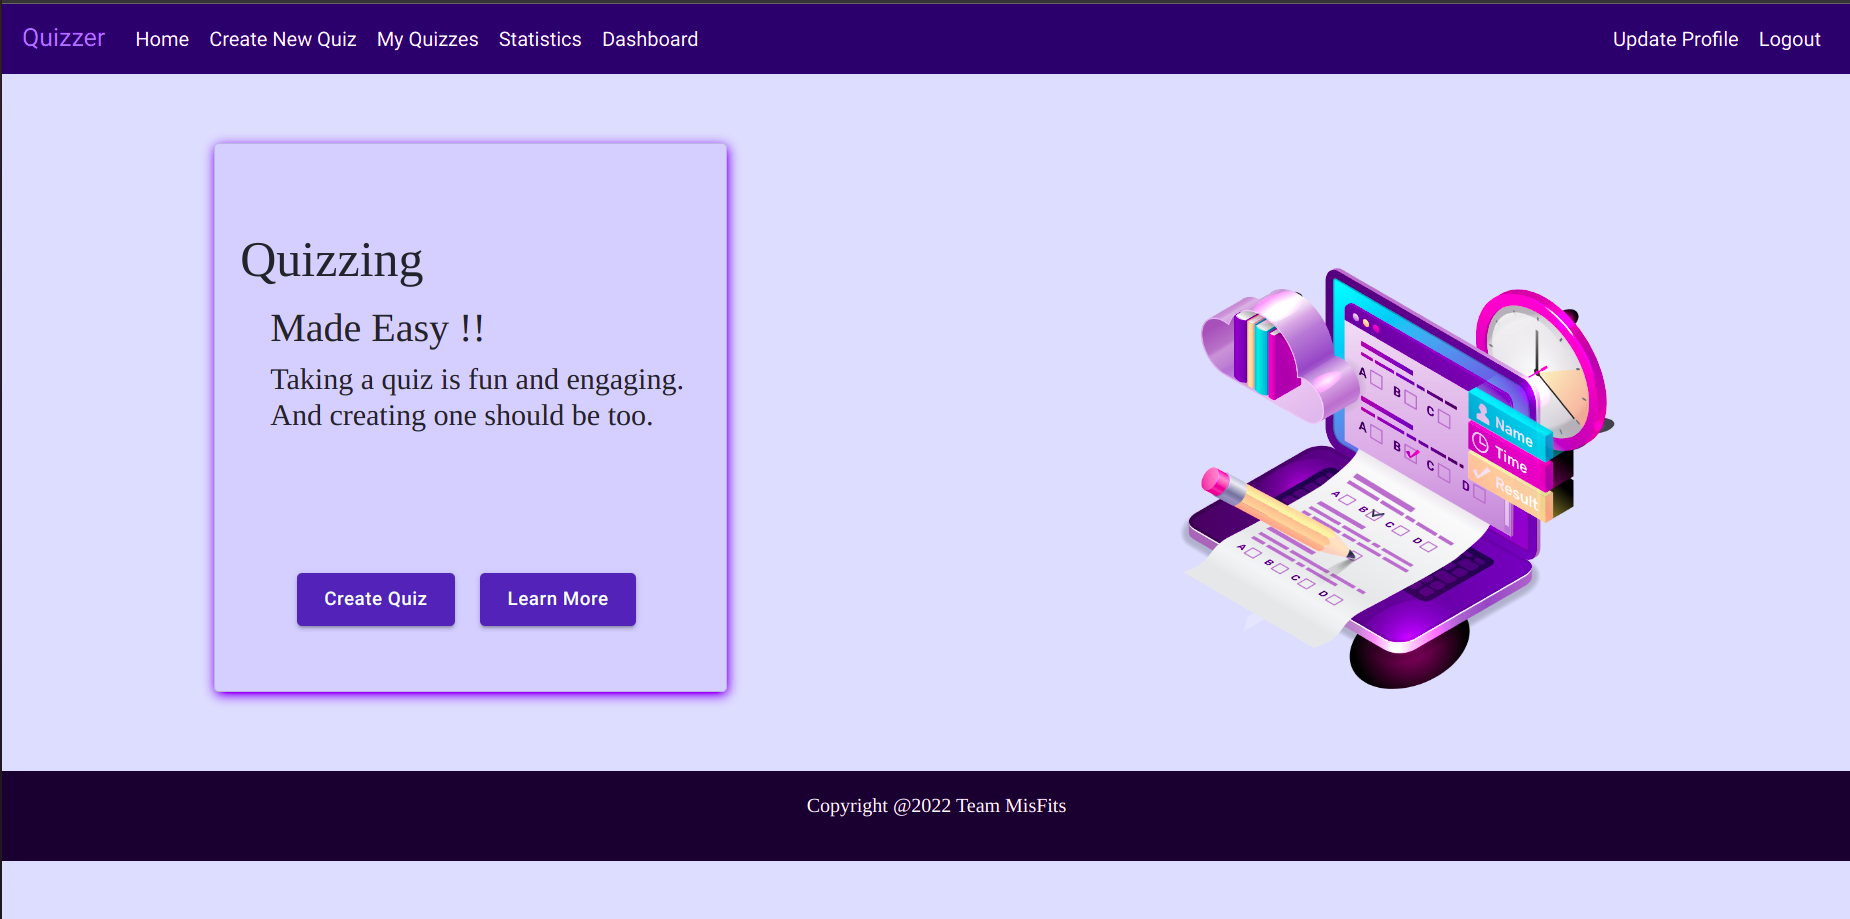 Quizzer Home Create New Quiz My Quizzes Statistics Dashboard Update Profile Logout
Quizzing
Made Easy !!
Taking a quiz is fun and engaging.
And creating one should be too.
Create Quiz Learn More
A
B
C
A
B
C
D
Name
Time
Result
A
B
C
D
A
B
C
D
Copyright @2022 Team MisFits